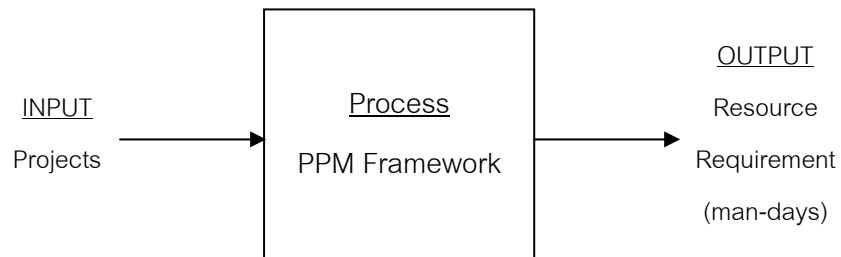 INPUT
Projects
Process
PPM Framework
OUTPUT
Resource
Requirement
(man-days)